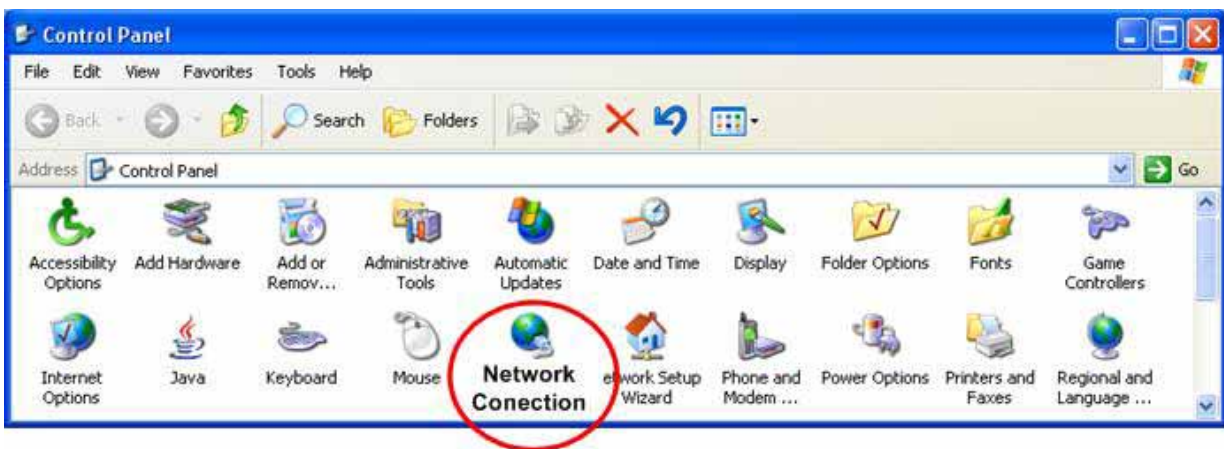 Control Panel
File Edit View Favorites Tools Help
Back Search Folders
Address Control Panel Go
Accessibility Options
Add Hardware
Add or Remov...
Administrative Tools
Automatic Updates
Date and Time
Display
Folder Options
Fonts
Game Controllers
Internet Options
Java
Keyboard
Mouse
Network
Conection
etwork Setup Wizard
Phone and Modem ...
Power Options
Printers and Faxes
Regional and Language ...